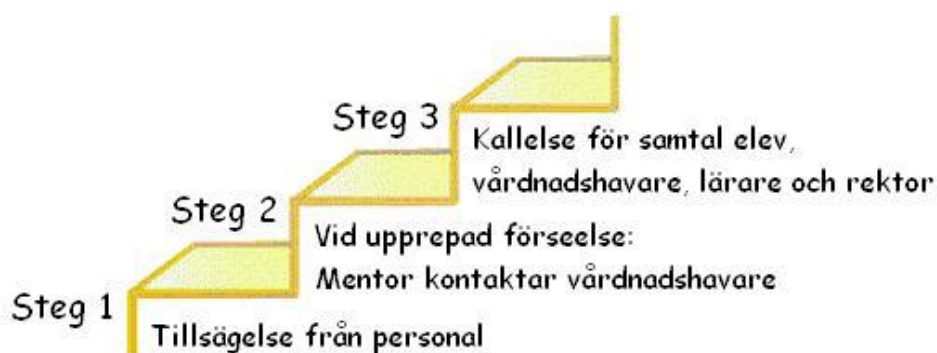 Steg 3
Kallelse för samtal elev,
vårdnadshavare, lärare och rektor
Steg 2
Vid upprepad förseelse:
Mentor kontaktar vårdnadshavare
Steg 1
Tillsägelse från personal